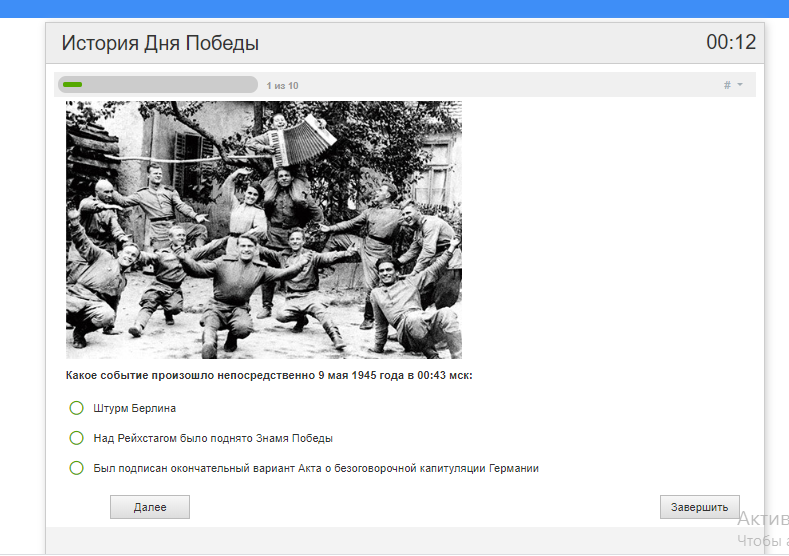 История Дня Победы
00:12
1 из 10
#
Какое событие произошло непосредственно 9 мая 1945 года в 00:43 мск:
Штурм Берлина
Над Рейхстагом было поднято Знамя Победы
Был подписан окончательный вариант Акта о безоговорочной капитуляции Германии
Далее
Завершить
Актив
Чтобы а